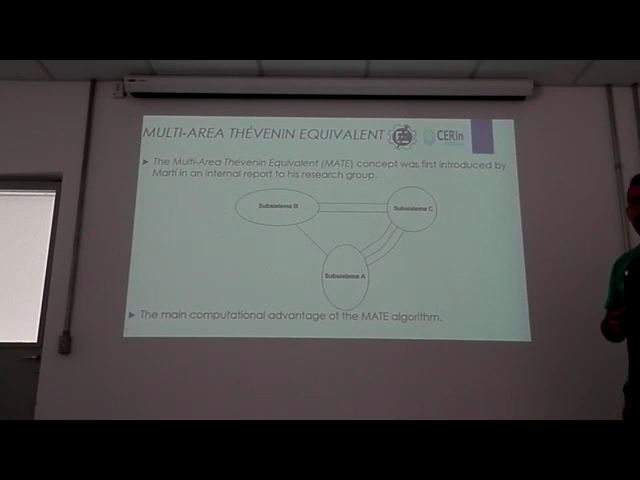 MULTI-AREA THÉVENIN EQUIVALENT
CERin
▶ The Multi-Area Thévenin Equivalent (MATE) concept was first introduced by
Martí in an internal report to his research group.
Subsistema B
Subsistema C
Subsistema A
▶ The main computational advantage of the MATE algorithm.